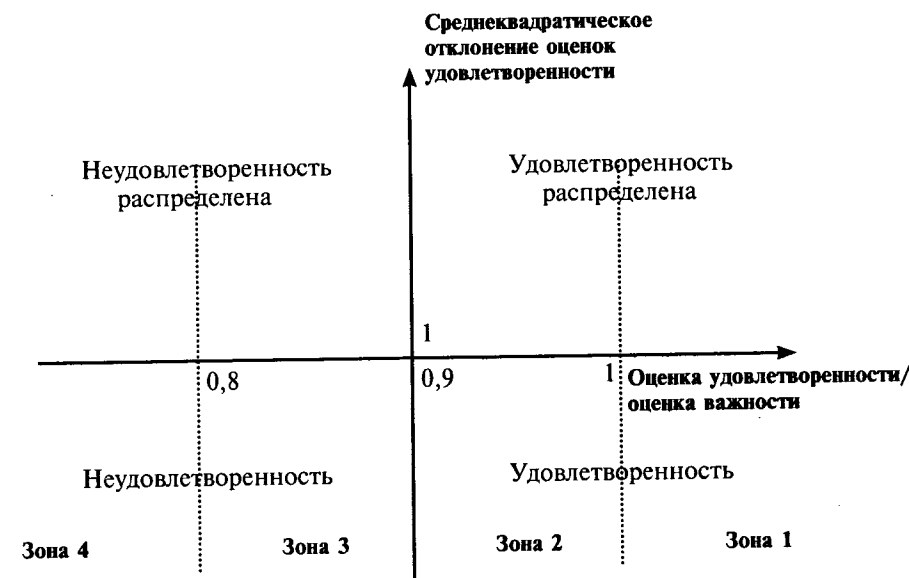 Среднеквадратическое
отклонение оценок
удовлетворенности
Неудовлетворенность
распределена
Удовлетворенность
распределена
1
0,8
0,9
1
Оценка удовлетворенности/
оценка важности
Неудовлетворенность
Удовлетворенность
Зона 4
Зона 3
Зона 2
Зона 1